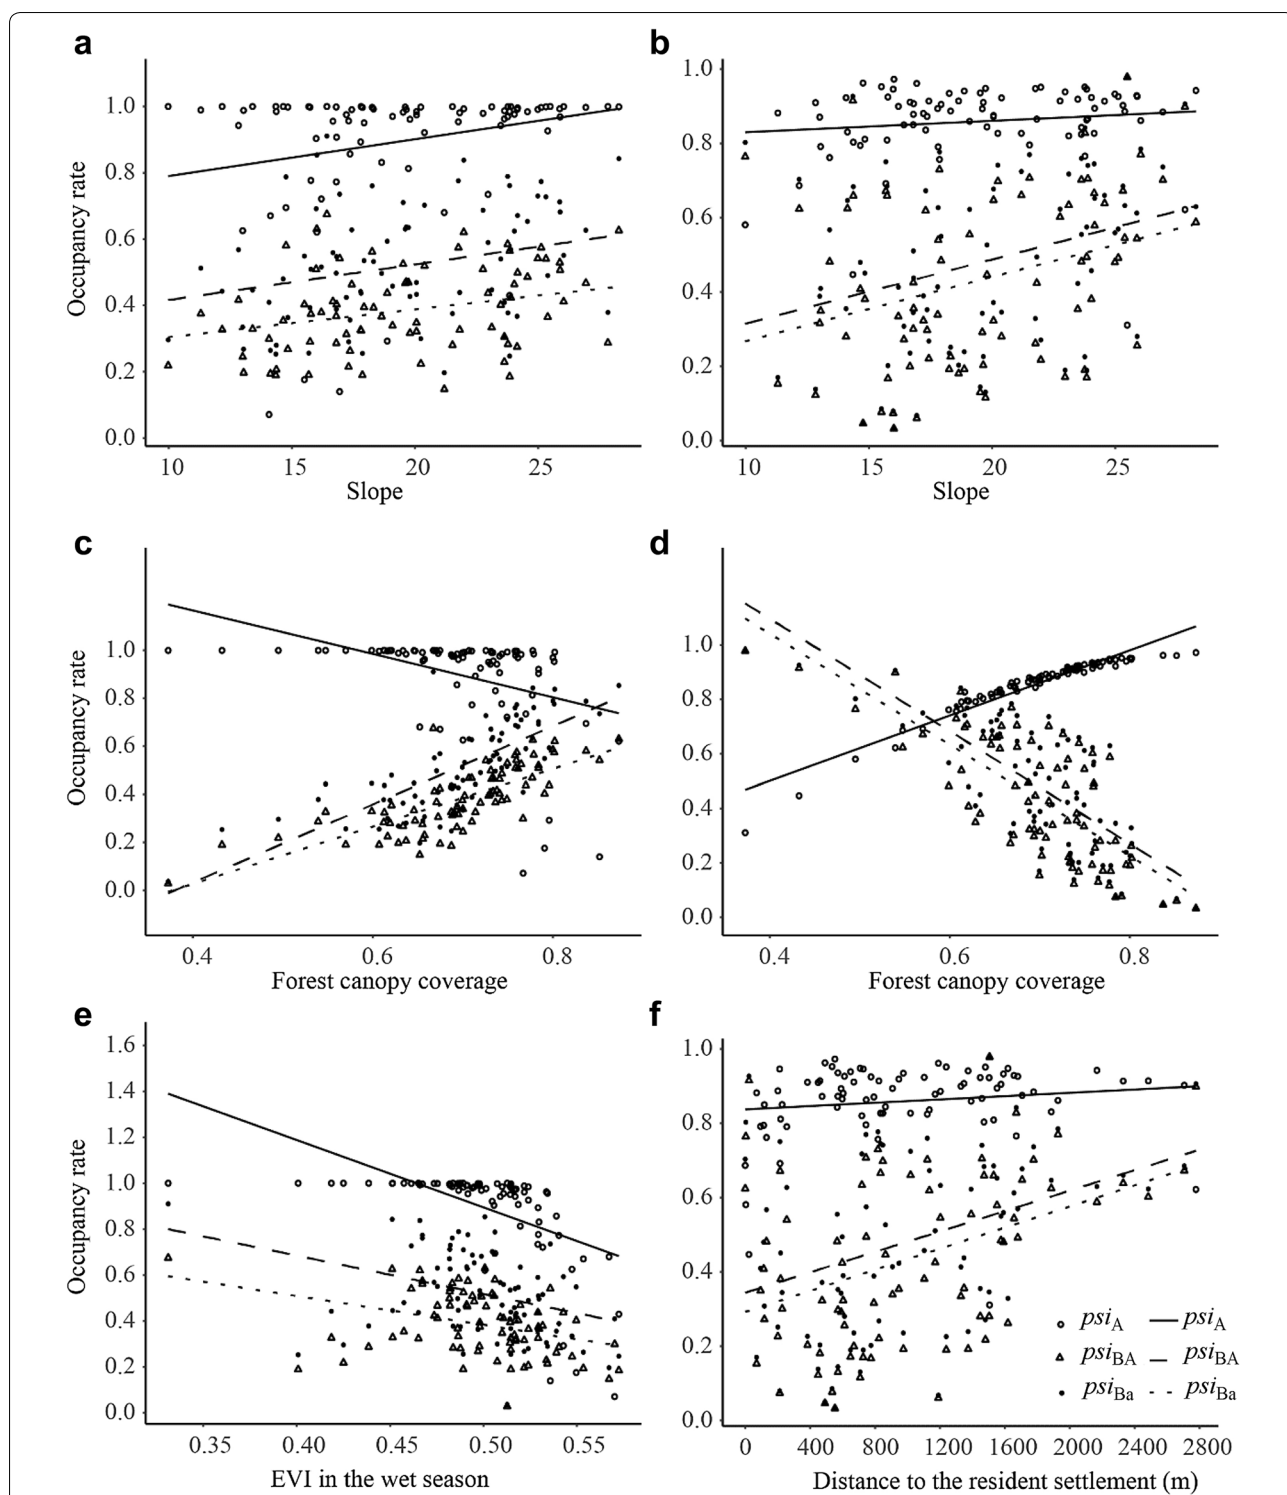 a
1.0
0.8
0.6
0.4
0.2
0.0
Occupancy rate
10 15 20 25
Slope
b
1.0
0.8
0.6
0.4
0.2
0.0
10 15 20 25
Slope
c
1.0
0.8
0.6
0.4
0.2
0.0
Occupancy rate
0.4 0.6 0.8
Forest canopy coverage
d
1.0
0.8
0.6
0.4
0.2
0.0
0.4 0.6 0.8
Forest canopy coverage
e
1.6
1.4
1.2
1.0
0.8
0.6
0.4
0.2
0.0
Occupancy rate
0.35 0.40 0.45 0.50 0.55
EVI in the wet season
f
1.0
0.8
0.6
0.4
0.2
0.0
psiA psiA
psiBA psiBA
psiBa psiBa
0 400 800 1200 1600 2000 2400 2800
Distance to the resident settlement (m)